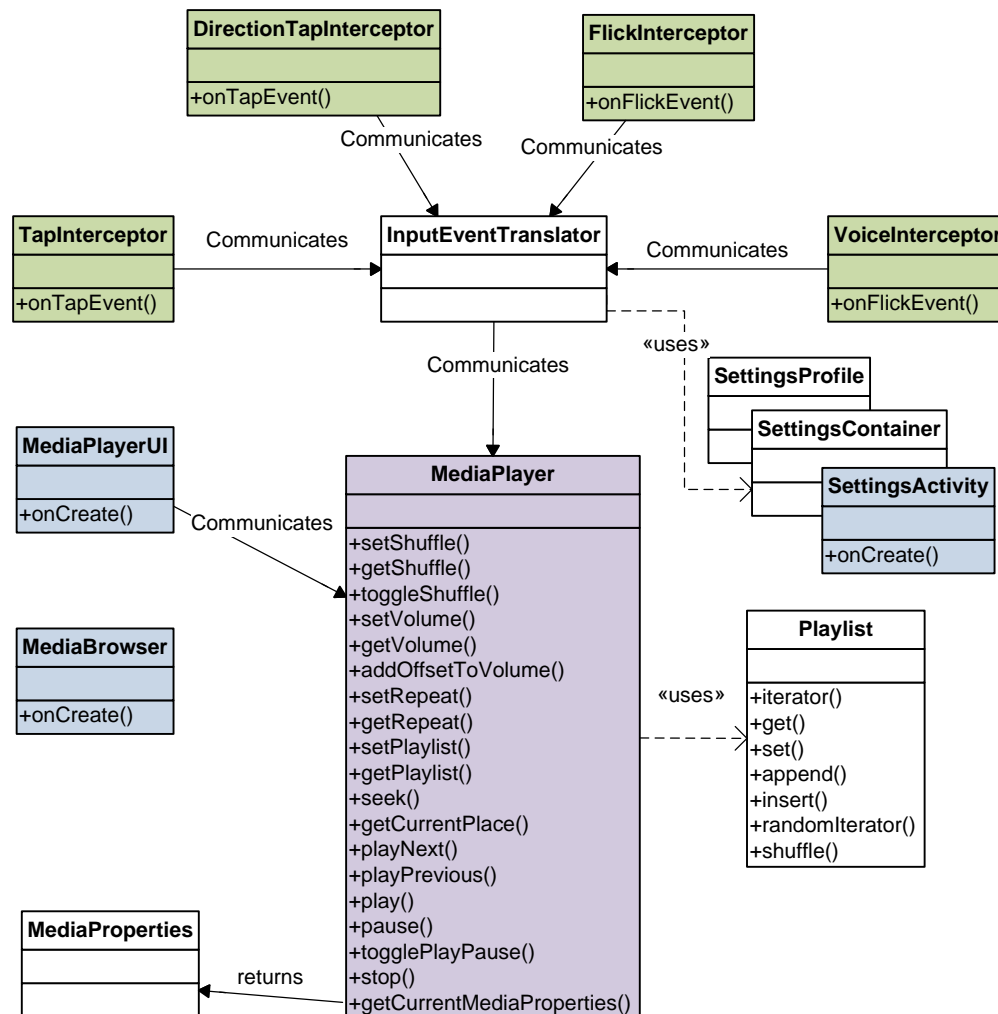 DirectionTapInterceptor
+onTapEvent()
FlickInterceptor
+onFlickEvent()
Communicates
Communicates
TapInterceptor
+onTapEvent()
Communicates
InputEventTranslator
Communicates
VoiceInterceptor
+onFlickEvent()
Communicates
«uses»
SettingsProfile
SettingsContainer
SettingsActivity
+onCreate()
MediaPlayerUI
+onCreate()
Communicates
MediaPlayer
+setShuffle()
+getShuffle()
+toggleShuffle()
+setVolume()
+getVolume()
+addOffsetToVolume()
+setRepeat()
+getRepeat()
+setPlaylist()
+getPlaylist()
+seek()
+getCurrentPlace()
+playNext()
+playPrevious()
+play()
+pause()
+togglePlayPause()
+stop()
+getCurrentMediaProperties()
MediaBrowser
+onCreate()
«uses»
Playlist
+iterator()
+get()
+set()
+append()
+insert()
+randomIterator()
+shuffle()
MediaProperties
returns